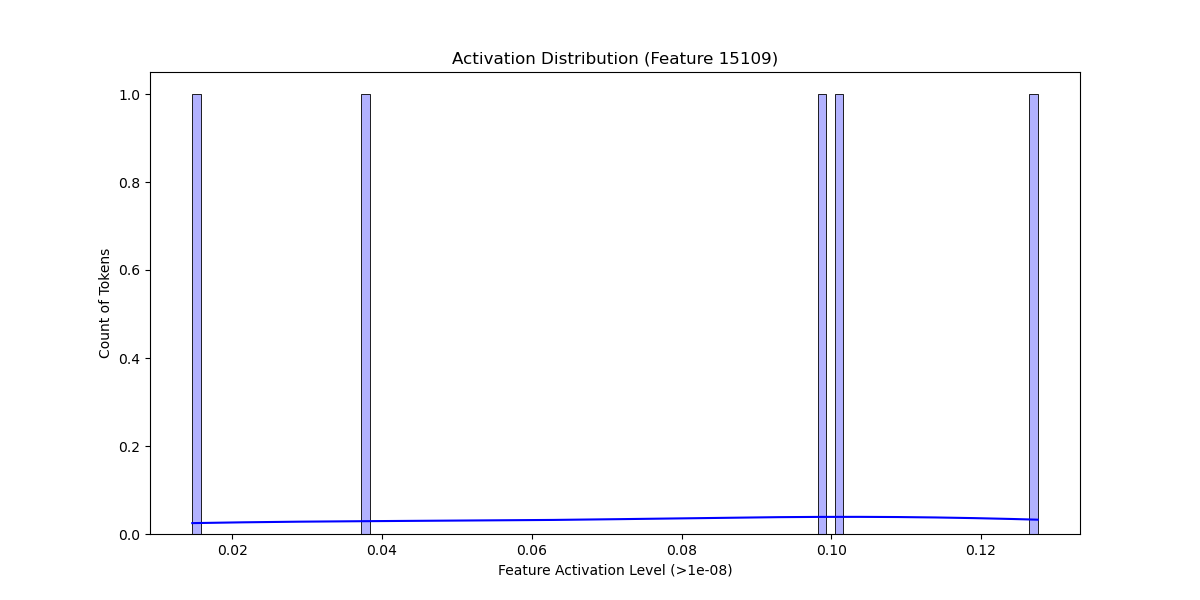 Activation Distribution (Feature 15109)
1.0
0.8
0.6
0.4
0.2
0.0
Count of Tokens
0.02 0.04 0.06 0.08 0.10 0.12
Feature Activation Level (>1e-08)